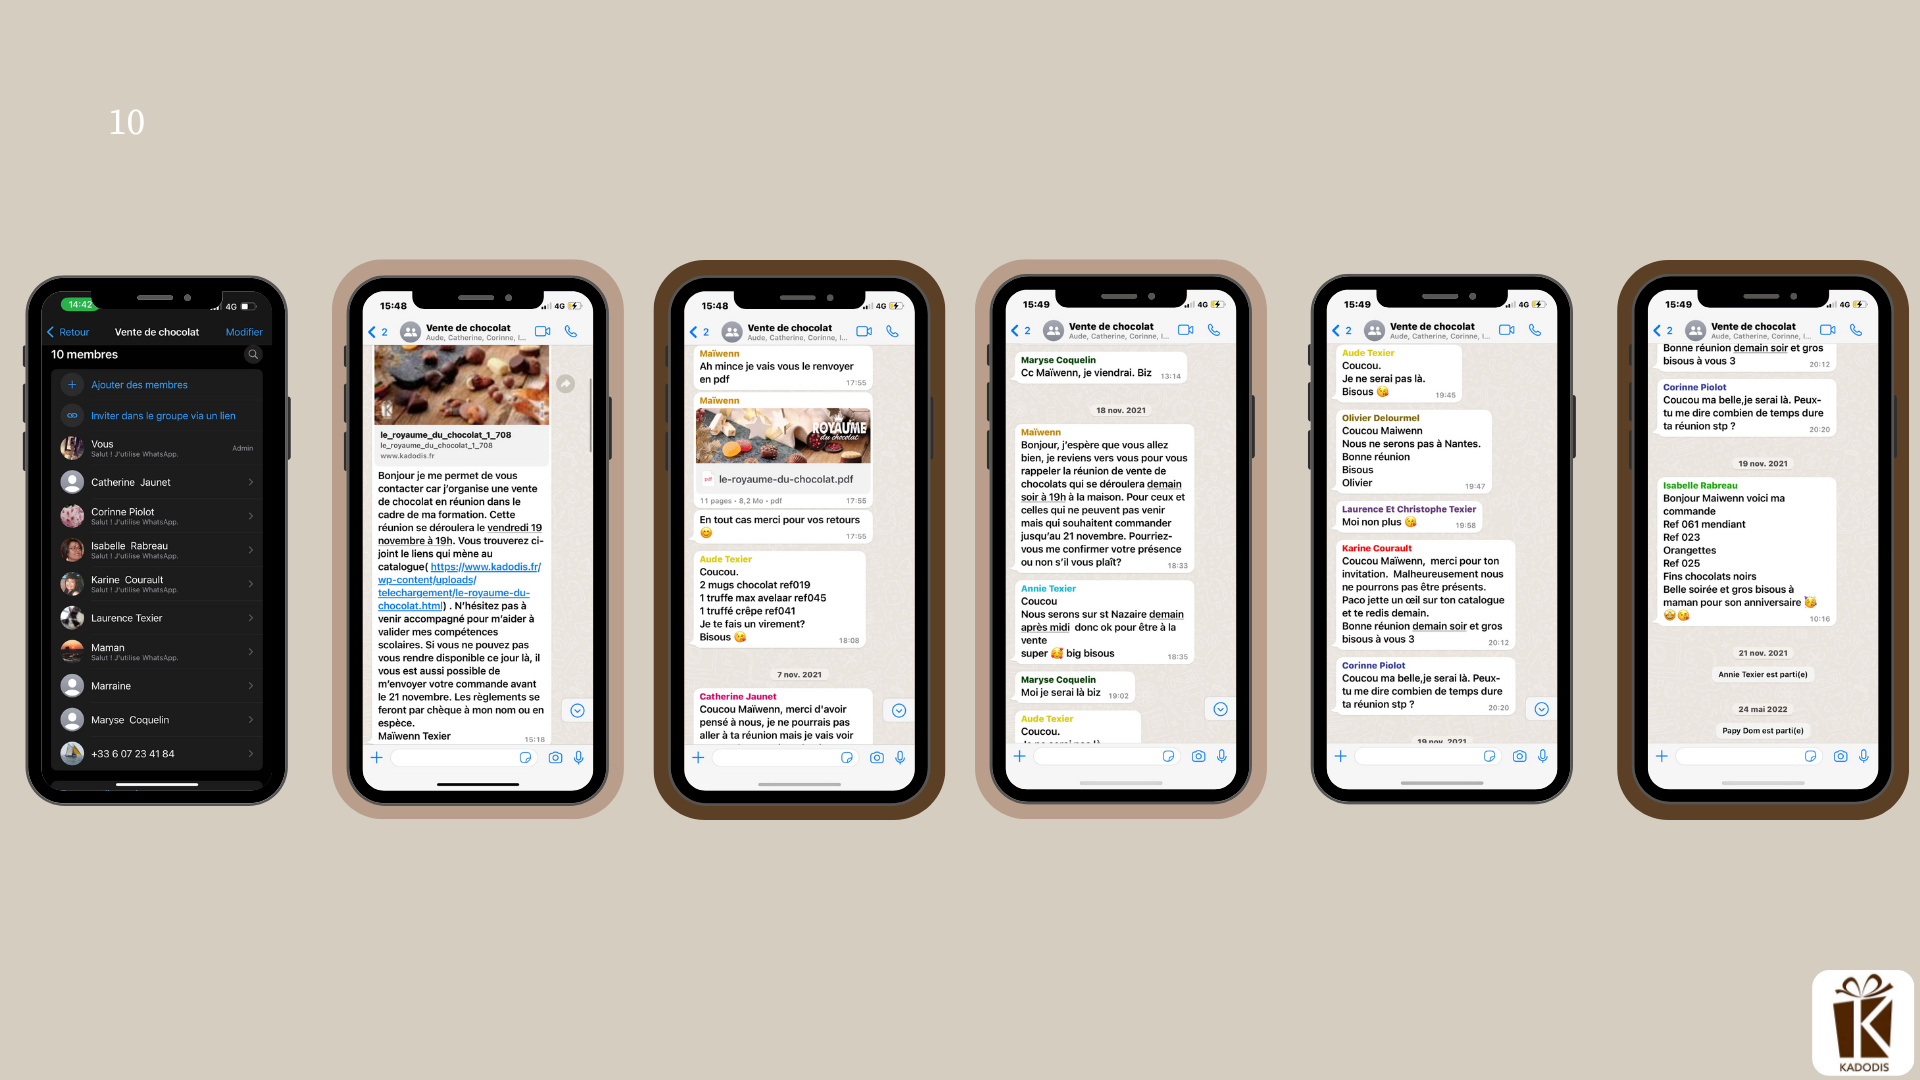 10
14:42
4G
Retour
Vente de chocolat
Modifier
10 membres
Ajouter des membres
Inviter dans le groupe via un lien
Vous
Salut ! J'utilise WhatsApp.
Admin
Catherine Jaunet
Corinne Piolot
Salut ! J'utilise WhatsApp.
Isabelle Rabreau
Salut ! J'utilise WhatsApp.
Karine Courault
Salut ! J'utilise WhatsApp.
Laurence Texier
Maman
Salut ! J'utilise WhatsApp.
Marraine
Maryse Coquelin
+33 6 07 23 41 84
15:48
4G
2
Vente de chocolat
Aude, Catherine, Corinne, I...
le_royaume_du_chocolat_1_708
le_royaume_du_chocolat_1_708
www.kadodis.fr
Bonjour je me permet de vous
contacter car j'organise une vente
de chocolat en réunion dans le
cadre de ma formation. Cette
réunion se déroulera le vendredi 19
novembre à 19h. Vous trouverez ci-
joint le liens qui mène au
catalogue( https://www.kadodis.fr/
wp-content/uploads/
telechargement/le-royaume-du-
chocolat.html) . N'hésitez pas à
venir accompagné pour m'aider à
valider mes compétences
scolaires. Si vous ne pouvez pas
vous rendre disponible ce jour là, il
vous est aussi possible de
m'envoyer votre commande avant
le 21 novembre. Les règlements se
feront par chèque à mon nom ou en
espèce.
Maïwenn Texier
15:18
15:48
4G
2
Vente de chocolat
Aude, Catherine, Corinne, I...
Maïwenn
Ah mince je vais vous le renvoyer
en pdf
17:55
Maïwenn
ROYAUME
du chocolat
pdf
le-royaume-du-chocolat.pdf
11 pages • 8,2 Mo • pdf
17:55
En tout cas merci pour vos retours
😊
17:55
Aude Texier
Coucou.
2 mugs chocolat ref019
1 truffe max avelaar ref045
1 truffé crêpe ref041
Je te fais un virement?
Bisous 😘
18:08
7 nov. 2021
Catherine Jaunet
Coucou Maïwenn, merci d'avoir
pensé à nous, je ne pourrais pas
aller à ta réunion mais je vais voir
15:49
4G
2
Vente de chocolat
Aude, Catherine, Corinne, I...
Maryse Coquelin
Cc Maïwenn, je viendrai. Biz
13:14
18 nov. 2021
Maïwenn
Bonjour, j'espère que vous allez
bien, je reviens vers vous pour vous
rappeler la réunion de vente de
chocolats qui se déroulera demain
soir à 19h à la maison. Pour ceux et
celles qui ne peuvent pas venir
mais qui souhaitent commander
jusqu'au 21 novembre. Pourriez-
vous me confirmer votre présence
ou non s'il vous plaît?
18:33
Annie Texier
Coucou
Nous serons sur st Nazaire demain
après midi donc ok pour être à la
vente
super 🥰 big bisous
18:35
Maryse Coquelin
Moi je serai là biz
19:02
Aude Texier
Coucou.
15:49
4G
2
Vente de chocolat
Aude, Catherine, Corinne, I...
Aude Texier
Coucou.
Je ne serai pas là.
Bisous 😘
19:45
Olivier Delourmel
Coucou Maiwenn
Nous ne serons pas à Nantes.
Bonne réunion
Bisous
Olivier
19:47
Laurence Et Christophe Texier
Moi non plus 😘
19:58
Karine Courault
Coucou Maïwenn, merci pour ton
invitation. Malheureusement nous
ne pourrons pas être présents.
Paco jette un œil sur ton catalogue
et te redis demain.
Bonne réunion demain soir et gros
bisous à vous 3
20:12
Corinne Piolot
Coucou ma belle,je serai là. Peux-
tu me dire combien de temps dure
ta réunion stp ?
20:20
19 nov. 2021
15:49
4G
2
Vente de chocolat
Aude, Catherine, Corinne, I...
Bonne réunion demain soir et gros
bisous à vous 3
20:12
Corinne Piolot
Coucou ma belle,je serai là. Peux-
tu me dire combien de temps dure
ta réunion stp ?
20:20
19 nov. 2021
Isabelle Rabreau
Bonjour Maiwenn voici ma
commande
Ref 061 mendiant
Ref 023
Orangettes
Ref 025
Fins chocolats noirs
Belle soirée et gros bisous à
maman pour son anniversaire 🥳
🤩😘
10:16
21 nov. 2021
Annie Texier est parti(e)
24 mai 2022
Papy Dom est parti(e)
KADODIS